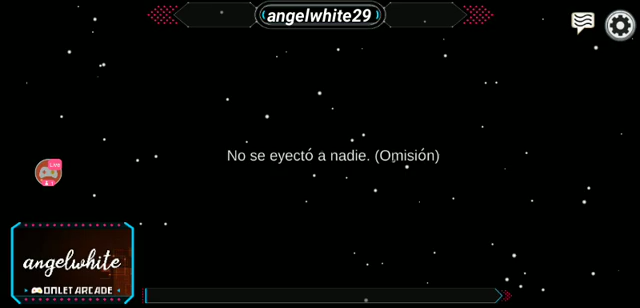 angelwhite29
No se eyectó a nadie. (Omisión)
angelwhite
OMLET ARCADE